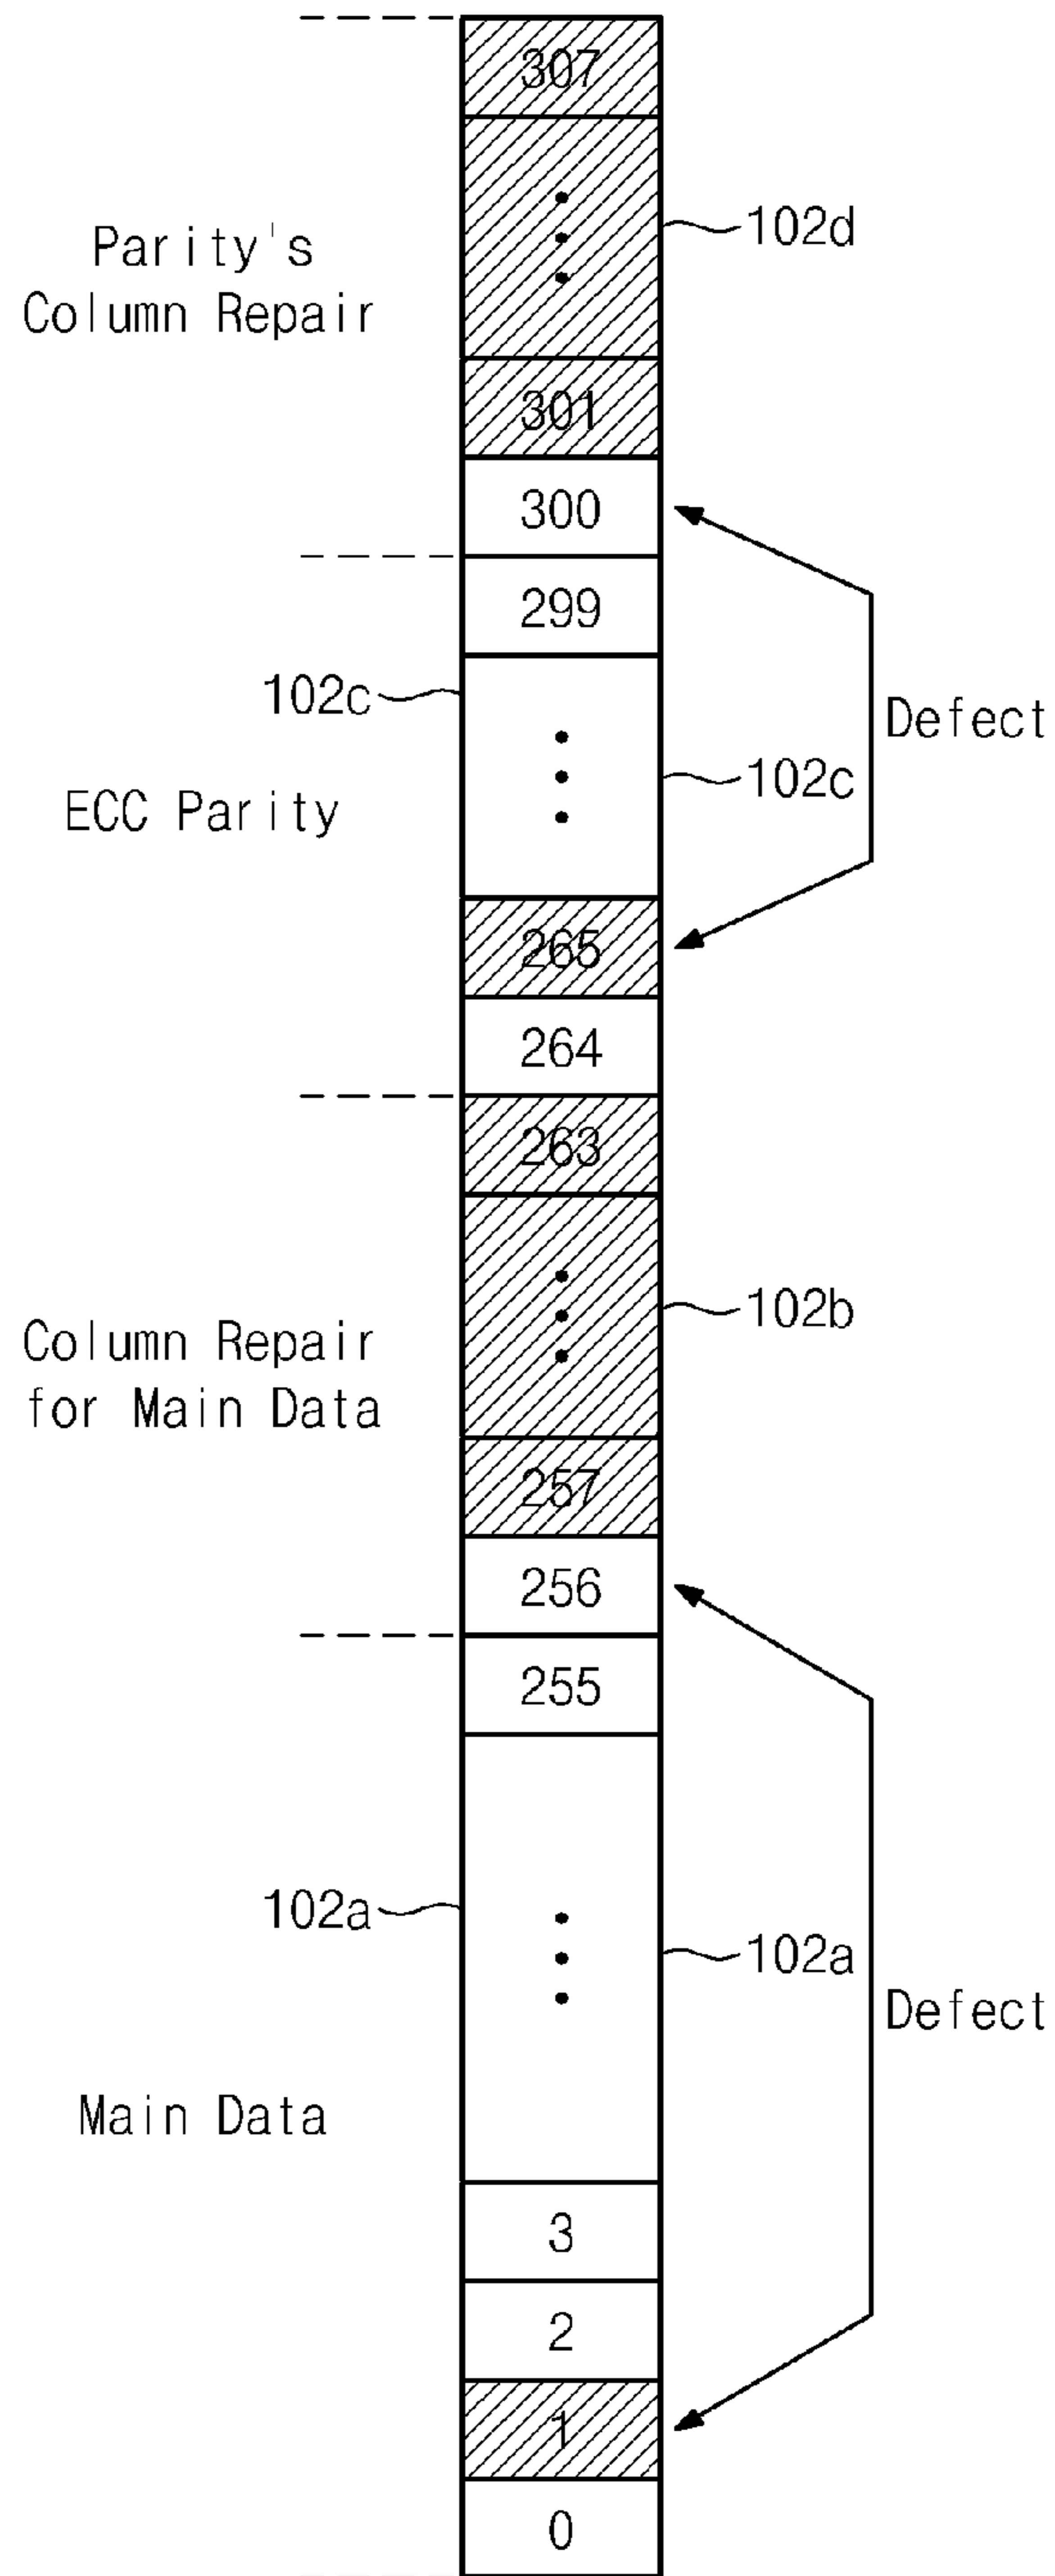 307
102d
Parity's
Column Repair
301
300
299
102c
Defect
102c
ECC Parity
265
264
263
102b
Column Repair
for Main Data
257
256
255
102a
102a
Defect
Main Data
3
2
1
0